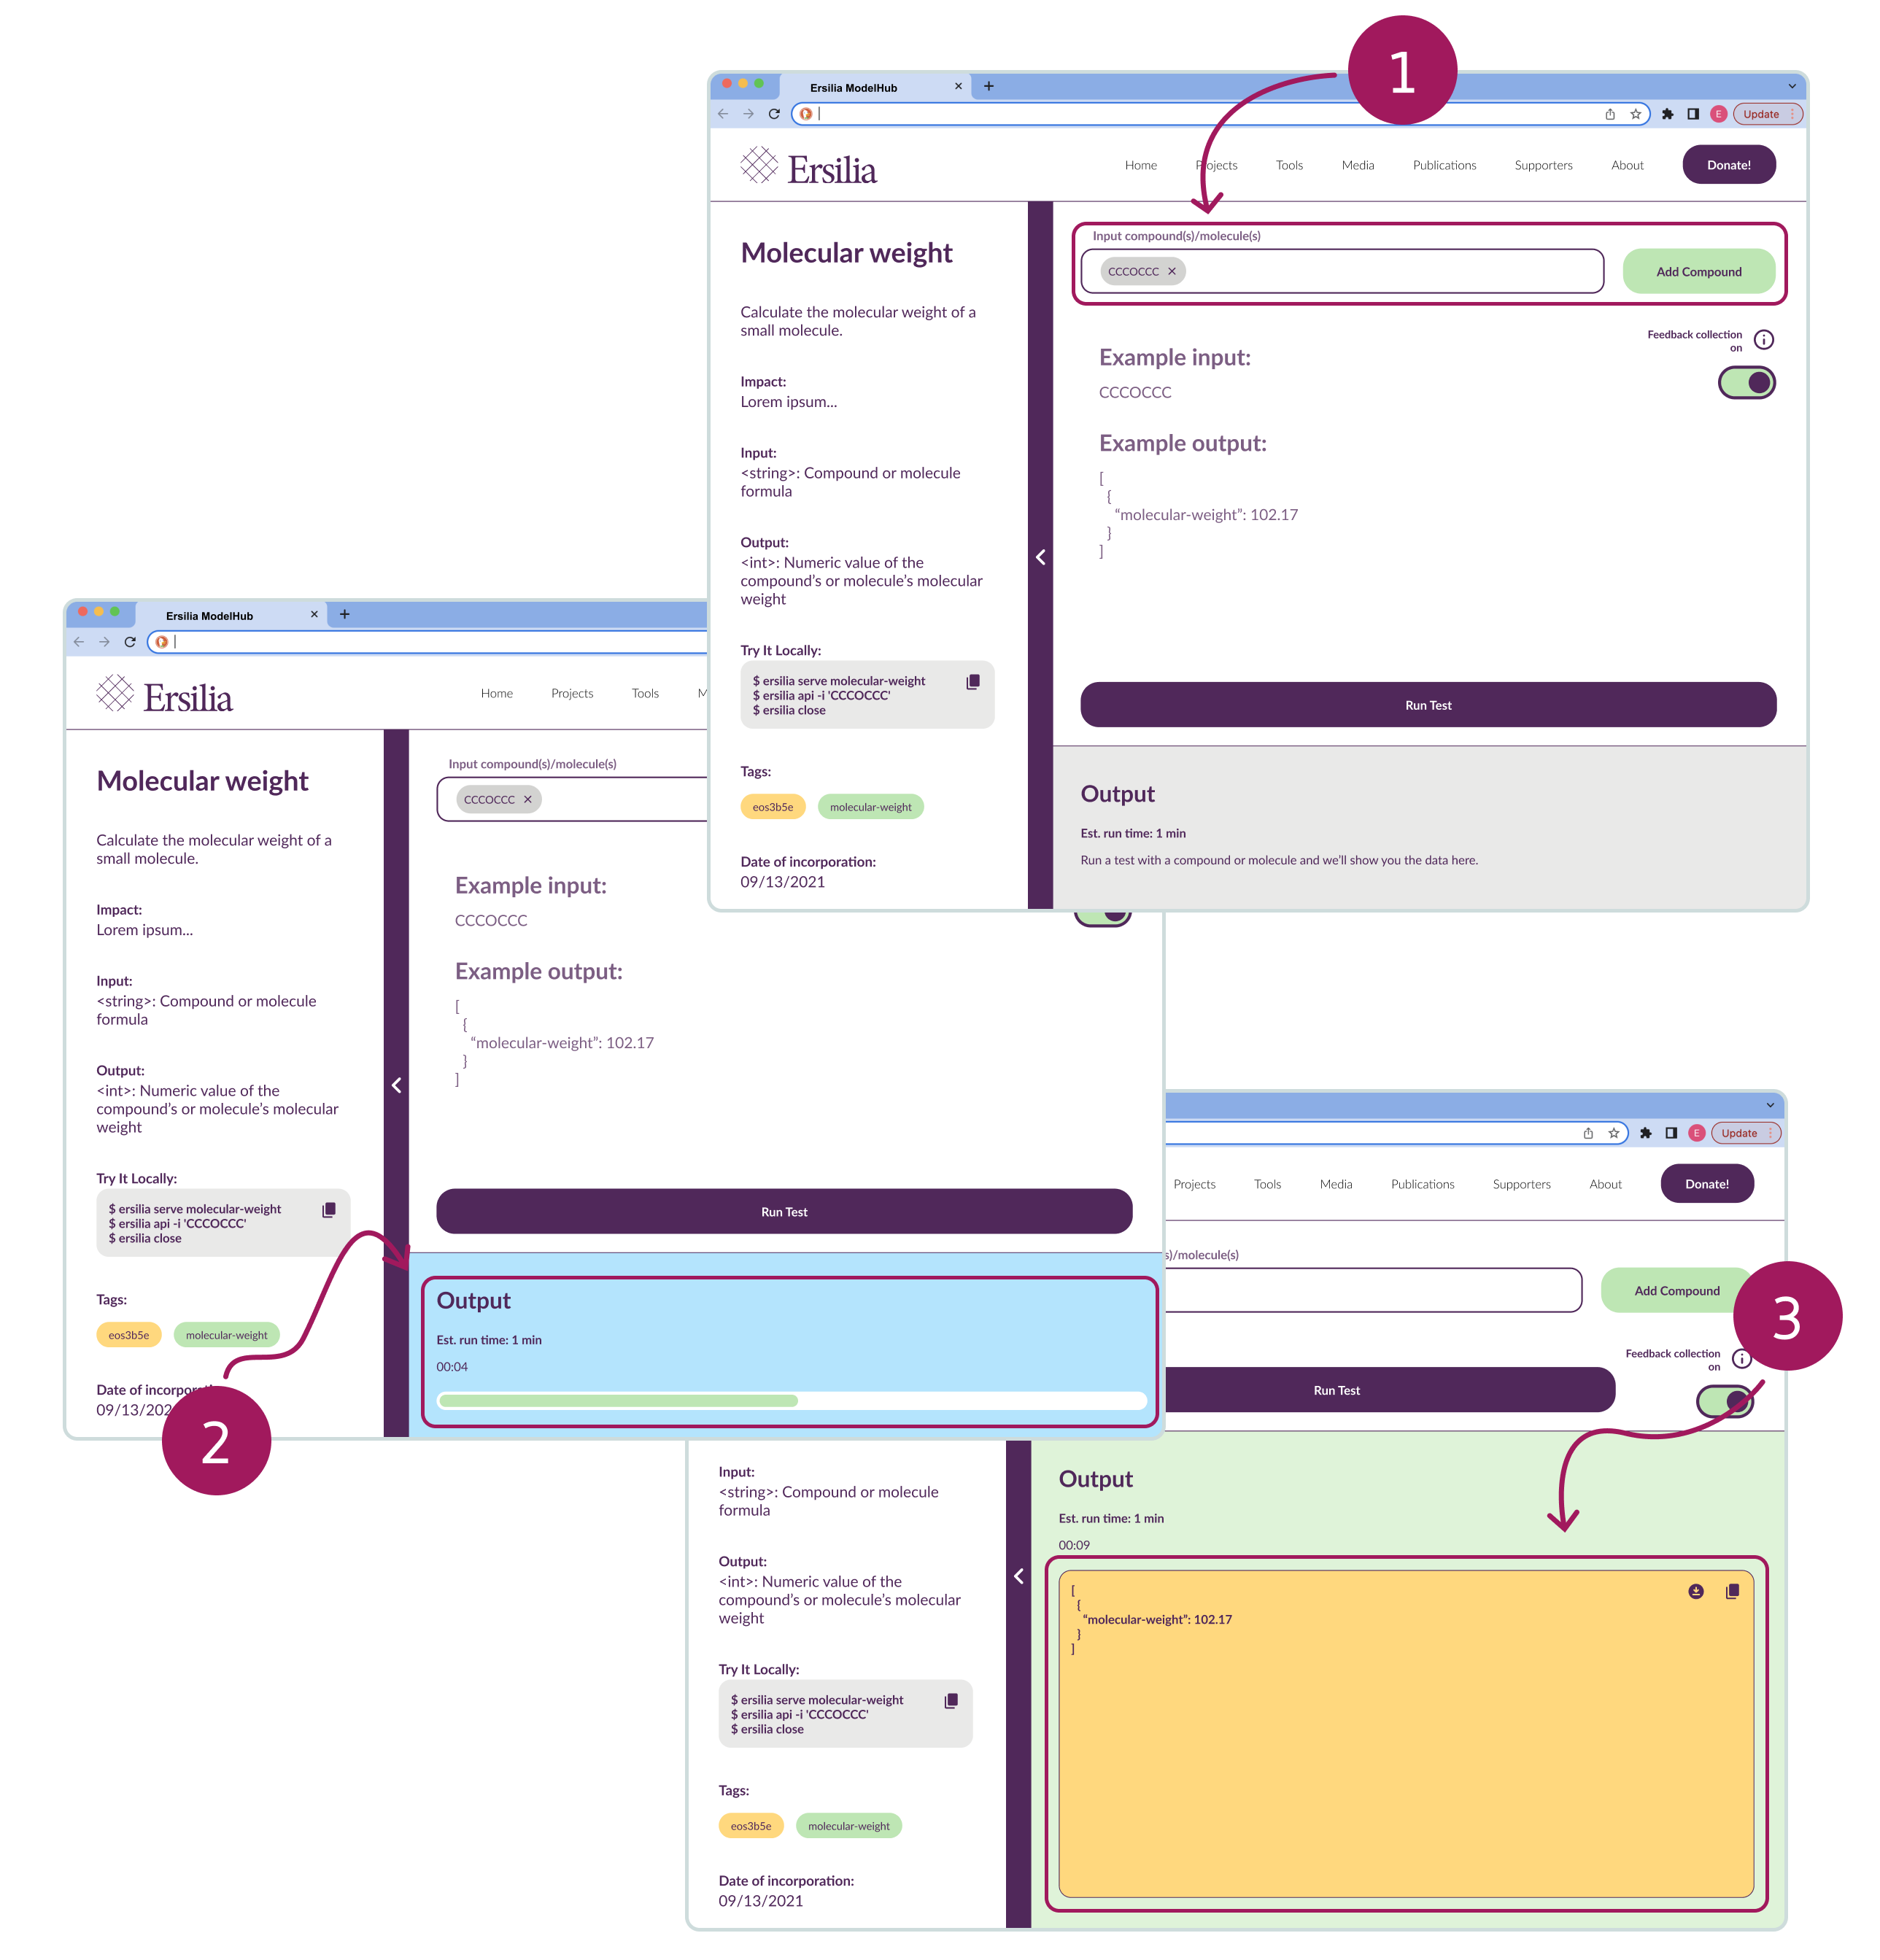 1
Ersilia ModelHub
E
Update
Ersilia
Home
Projects
Tools
Media
Publications
Supporters
About
Donate!
Molecular weight
Calculate the molecular weight of a
small molecule.
Impact:
Lorem ipsum...
Input:
<string>: Compound or molecule
formula
Output:
<int>: Numeric value of the
compound’s or molecule’s molecular
weight
Try It Locally:
$ ersilia serve molecular-weight
$ ersilia api -i 'CCCOCCC'
$ ersilia close
Tags:
eos3b5e
molecular-weight
Date of incorporation:
09/13/2021
Input compound(s)/molecule(s)
CCCOCCC
Add Compound
Feedback collection
on
Example input:
CCCOCCC
Example output:
[
{
“molecular-weight”: 102.17
}
]
Run Test
Output
Est. run time: 1 min
Run a test with a compound or molecule and we’ll show you the data here.
Ersilia ModelHub
Ersilia
Home
Projects
Tools
M
Molecular weight
Calculate the molecular weight of a
small molecule.
Impact:
Lorem ipsum...
Input:
<string>: Compound or molecule
formula
Output:
<int>: Numeric value of the
compound’s or molecule’s molecular
weight
Try It Locally:
$ ersilia serve molecular-weight
$ ersilia api -i 'CCCOCCC'
$ ersilia close
Tags:
eos3b5e
molecular-weight
Date of incorpor
09/13/202
2
Input compound(s)/molecule(s)
CCCOCCC
Example input:
CCCOCCC
Example output:
[
{
“molecular-weight”: 102.17
}
]
Run Test
Output
Est. run time: 1 min
00:04
E
Update
Projects
Tools
Media
Publications
Supporters
About
Donate!
s)/molecule(s)
Add Compound
3
Feedback collection
on
Run Test
Input:
<string>: Compound or molecule
formula
Output:
<int>: Numeric value of the
compound’s or molecule’s molecular
weight
Try It Locally:
$ ersilia serve molecular-weight
$ ersilia api -i 'CCCOCCC'
$ ersilia close
Tags:
eos3b5e
molecular-weight
Date of incorporation:
09/13/2021
Output
Est. run time: 1 min
00:09
[
{
“molecular-weight”: 102.17
}
]